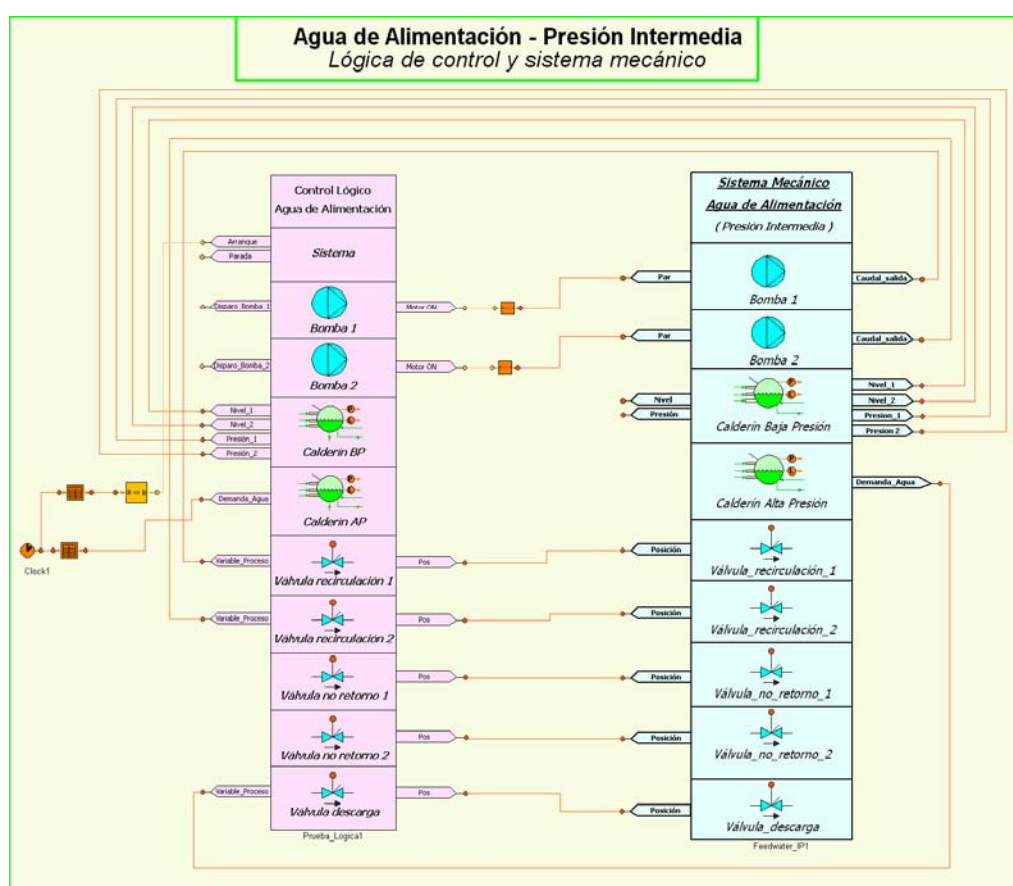 Agua de Alimentación - Presión Intermedia
Lógica de control y sistema mecánico
Control Lógico
Agua de Alimentación
Arranque
Parada
Sistema
Disparo_Bomba_1
Motor ON
Bomba 1
Disparo_Bomba_2
Motor ON
Bomba 2
Nivel_1
Nivel_2
Presión_1
Presión_2
Calderín BP
Demanda_Agua
Calderín AP
Variable_Proceso
Pos
Válvula recirculación 1
Variable_Proceso
Pos
Válvula recirculación 2
Pos
Válvula no retorno 1
Pos
Válvula no retorno 2
Variable_Proceso
Pos
Válvula descarga
Prueba_Logica1
Clock1
Sistema Mecánico
Agua de Alimentación
( Presión Intermedia )
Par
Caudal_salida
Bomba 1
Par
Caudal_salida
Bomba 2
Nivel
Presión
Nivel_1
Nivel_2
Presion_1
Presion 2
Calderín Baja Presión
Demanda_Agua
Calderín Alta Presión
Posición
Válvula_recirculación_1
Posición
Válvula_recirculación_2
Posición
Válvula_no_retorno_1
Posición
Válvula_no_retorno_2
Posición
Válvula_descarga
Feedwater_IP1